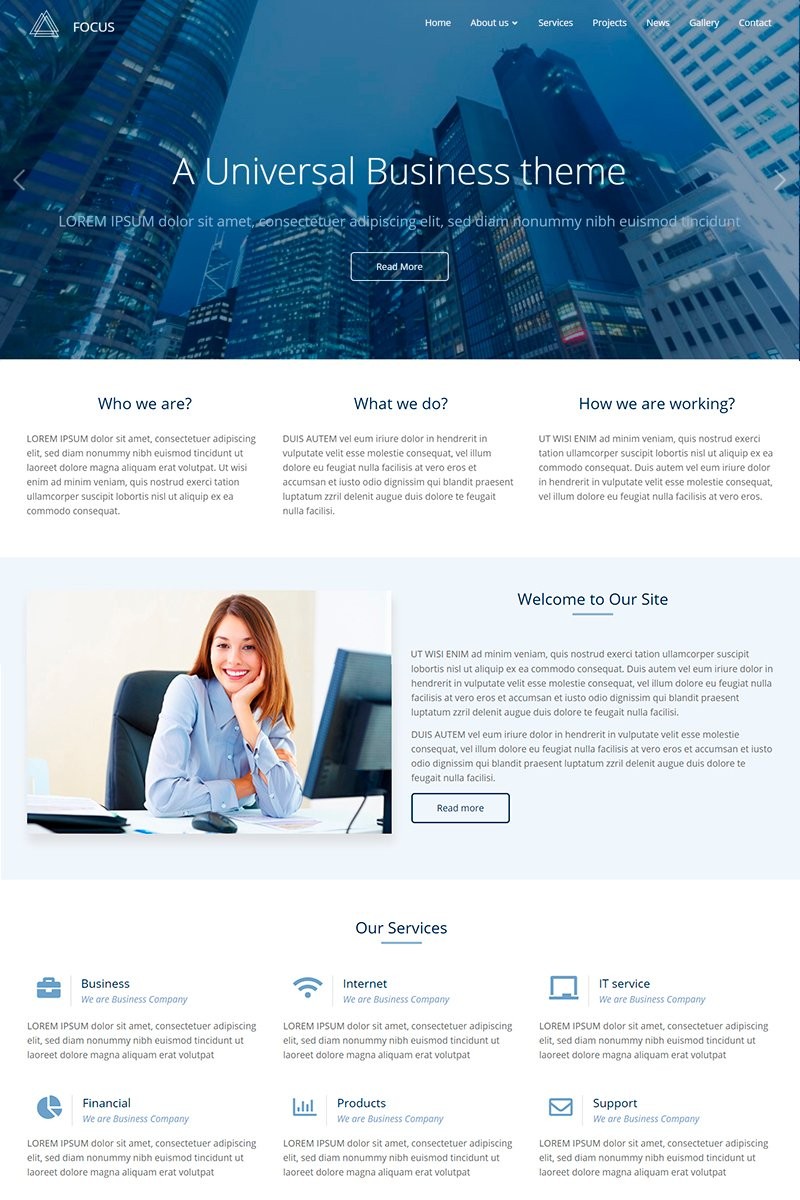 FOCUS
Home About us Services Projects News Gallery Contact
A Universal Business theme
LOREM IPSUM dolor sit amet, consectetuer adipiscing elit, sed diam nonummy nibh euismod tincidunt
Read More
Who we are?
LOREM IPSUM dolor sit amet, consectetuer adipiscing
elit, sed diam nonummy nibh euismod tincidunt ut
laoreet dolore magna aliquam erat volutpat. Ut wisi
enim ad minim veniam, quis nostrud exerci tation
ullamcorper suscipit lobortis nisl ut aliquip ex ea
commodo consequat.
What we do?
DUIS AUTEM vel eum iriure dolor in hendrerit in
vulputate velit esse molestie consequat, vel illum
dolore eu feugiat nulla facilisis at vero eros et
accumsan et iusto odio dignissim qui blandit praesent
luptatum zzril delenit augue duis dolore te feugait
nulla facilisi.
How we are working?
UT WISI ENIM ad minim veniam, quis nostrud exerci
tation ullamcorper suscipit lobortis nisl ut aliquip ex ea
commodo consequat. Duis autem vel eum iriure dolor
in hendrerit in vulputate velit esse molestie consequat,
vel illum dolore eu feugiat nulla facilisis at vero eros.
Welcome to Our Site
UT WISI ENIM ad minim veniam, quis nostrud exerci tation ullamcorper suscipit
lobortis nisl ut aliquip ex ea commodo consequat. Duis autem vel eum iriure dolor in
hendrerit in vulputate velit esse molestie consequat, vel illum dolore eu feugiat nulla
facilisis at vero eros et accumsan et iusto odio dignissim qui blandit praesent
luptatum zzril delenit augue duis dolore te feugait nulla facilisi.
DUIS AUTEM vel eum iriure dolor in hendrerit in vulputate velit esse molestie
consequat, vel illum dolore eu feugiat nulla facilisis at vero eros et accumsan et iusto
odio dignissim qui blandit praesent luptatum zzril delenit augue duis dolore te
feugait nulla facilisi.
Read more
Our Services
Business
We are Business Company
LOREM IPSUM dolor sit amet, consectetuer adipiscing
elit, sed diam nonummy nibh euismod tincidunt ut
laoreet dolore magna aliquam erat volutpat
Internet
We are Business Company
LOREM IPSUM dolor sit amet, consectetuer adipiscing
elit, sed diam nonummy nibh euismod tincidunt ut
laoreet dolore magna aliquam erat volutpat
IT service
We are Business Company
LOREM IPSUM dolor sit amet, consectetuer adipiscing
elit, sed diam nonummy nibh euismod tincidunt ut
laoreet dolore magna aliquam erat volutpat
Financial
We are Business Company
LOREM IPSUM dolor sit amet, consectetuer adipiscing
elit, sed diam nonummy nibh euismod tincidunt ut
laoreet dolore magna aliquam erat volutpat
Products
We are Business Company
LOREM IPSUM dolor sit amet, consectetuer adipiscing
elit, sed diam nonummy nibh euismod tincidunt ut
laoreet dolore magna aliquam erat volutpat
Support
We are Business Company
LOREM IPSUM dolor sit amet, consectetuer adipiscing
elit, sed diam nonummy nibh euismod tincidunt ut
laoreet dolore magna aliquam erat volutpat